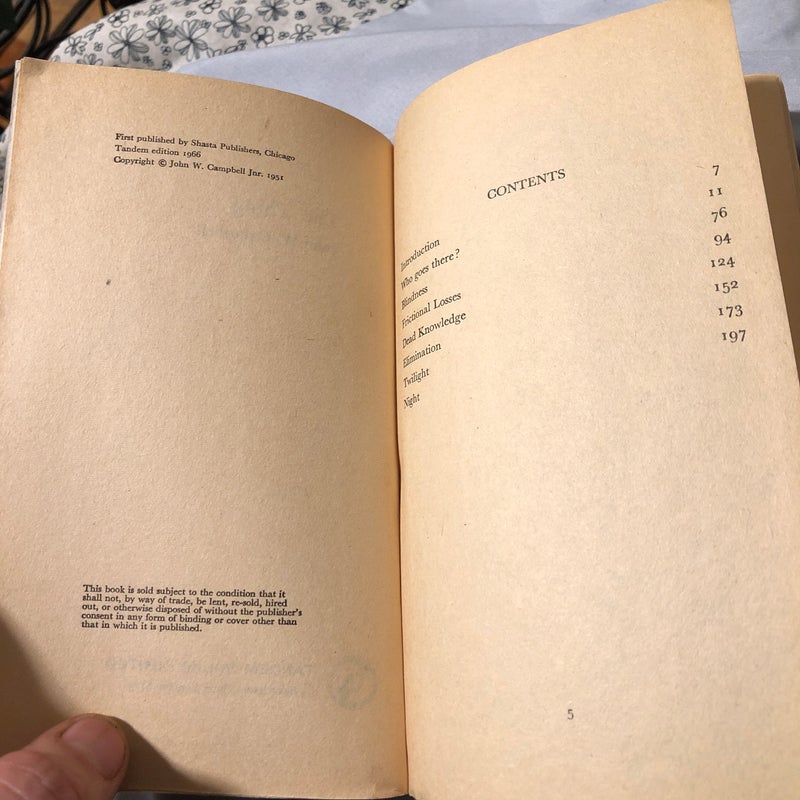 First published by Shasta Publishers, Chicago
Tandem edition 1966
Copyright © John W. Campbell Jnr. 1951
This book is sold subject to the condition that it
shall not, by way of trade, be lent, re-sold, hired
out, or otherwise disposed of without the publisher's
consent in any form of binding or cover other than
that in which it is published.
CONTENTS
Introduction 7
Who goes there? 11
Blindness 76
Frictional Losses 94
Dead Knowledge 124
Elimination 152
Twilight 173
Night 197
5